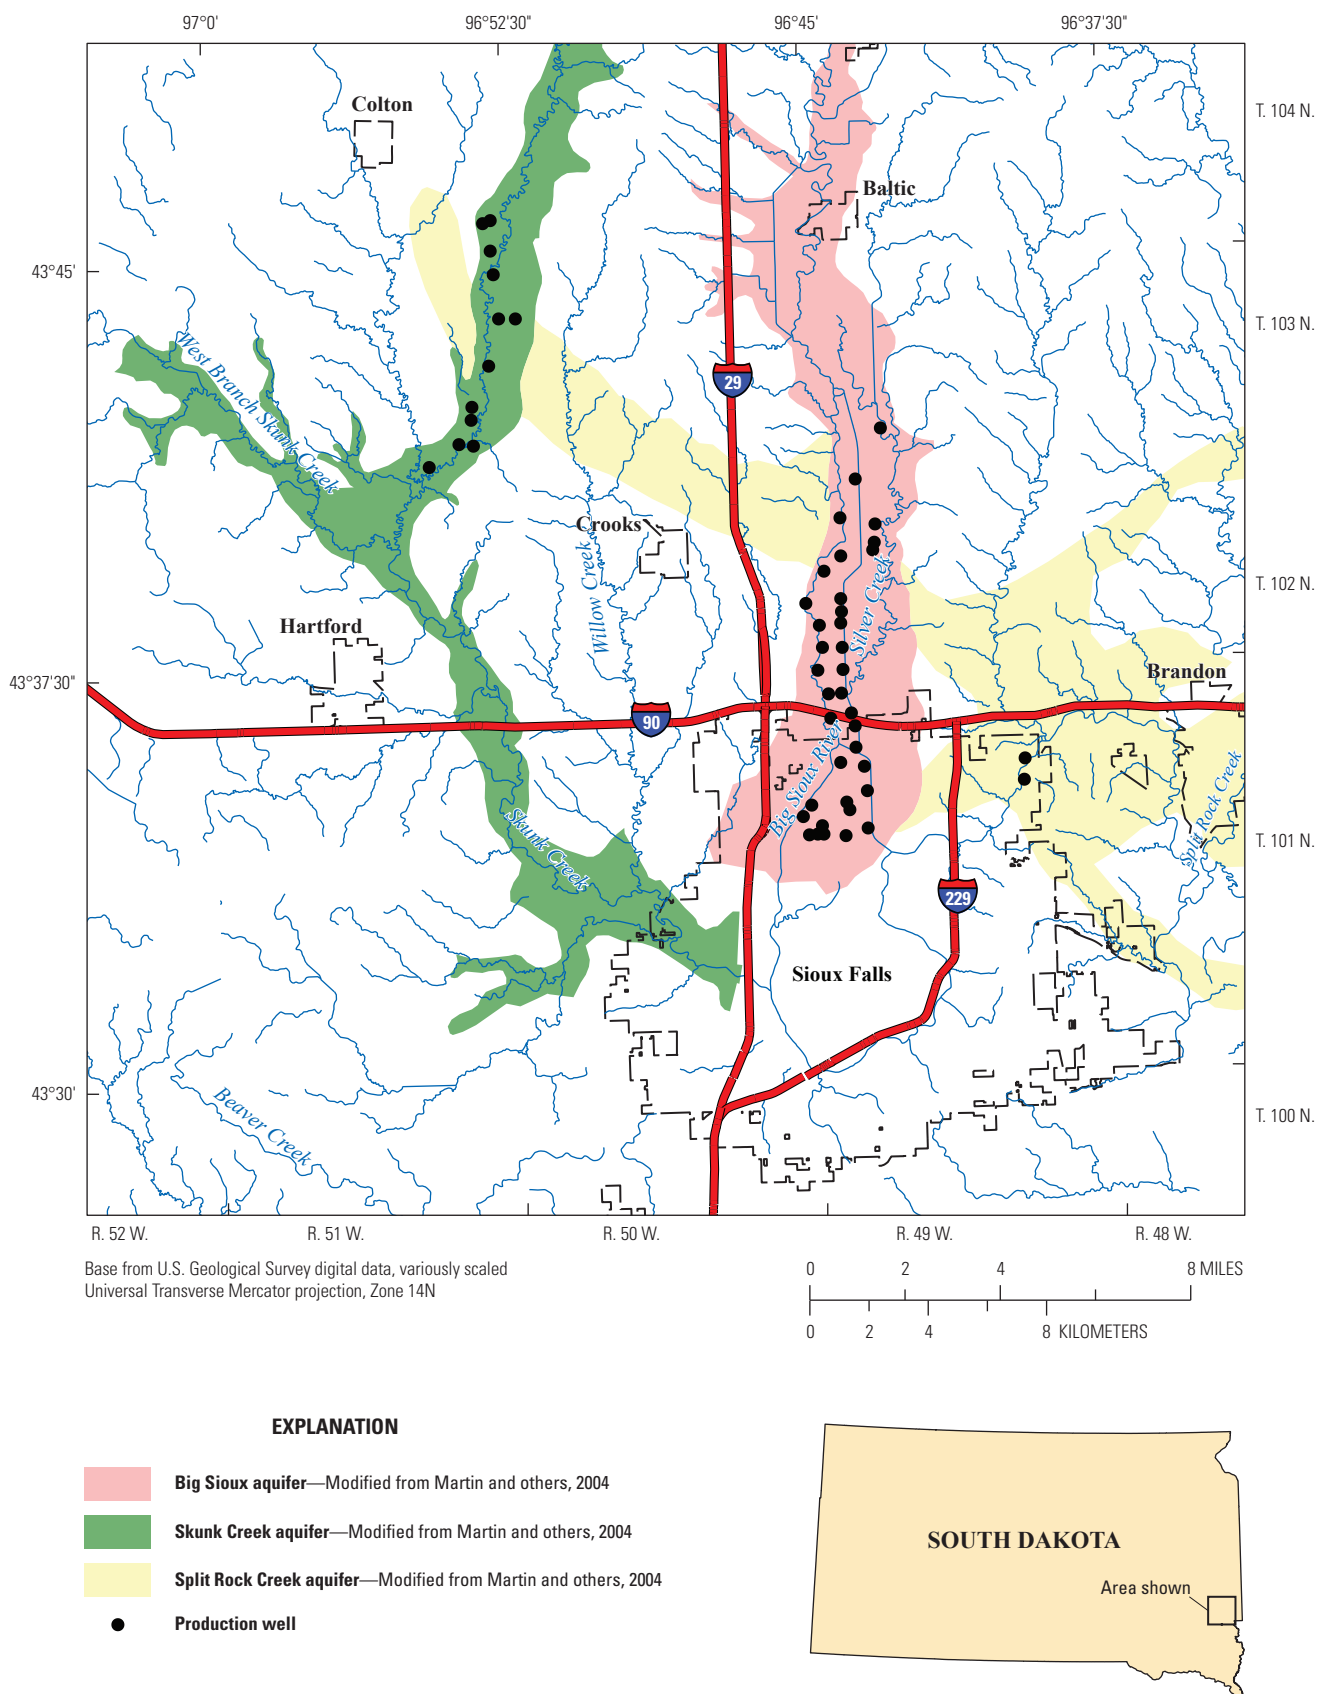 97°0'
96°52'30"
96°45'
96°37'30"
T. 104 N.
Colton
Baltic
43°45'
T. 103 N.
West Branch Skunk Creek
29
Crooks
Willow Creek
Silver Creek
T. 102 N.
Hartford
Brandon
43°37'30"
90
Big Sioux River
Split Rock Creek
Skunk Creek
T. 101 N.
229
Sioux Falls
43°30'
Beaver Creek
T. 100 N.
R. 52 W.
R. 51 W.
R. 50 W.
R. 49 W.
R. 48 W.
Base from U.S. Geological Survey digital data, variously scaled
Universal Transverse Mercator projection, Zone 14N
0 2 4 8 MILES
0 2 4 8 KILOMETERS
EXPLANATION
Big Sioux aquifer—Modified from Martin and others, 2004
Skunk Creek aquifer—Modified from Martin and others, 2004
Split Rock Creek aquifer—Modified from Martin and others, 2004
Production well
SOUTH DAKOTA
Area shown